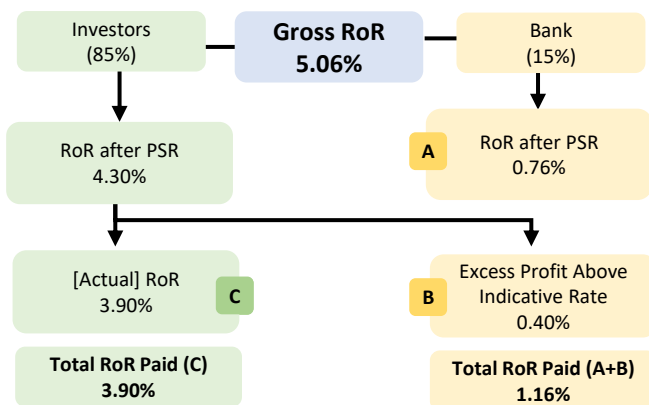 Investors
(85%)
Gross RoR
5.06%
Bank
(15%)
RoR after PSR
4.30%
A
RoR after PSR
0.76%
[Actual] RoR
3.90%
C
B
Excess Profit Above
Indicative Rate
0.40%
Total RoR Paid (C)
3.90%
Total RoR Paid (A+B)
1.16%